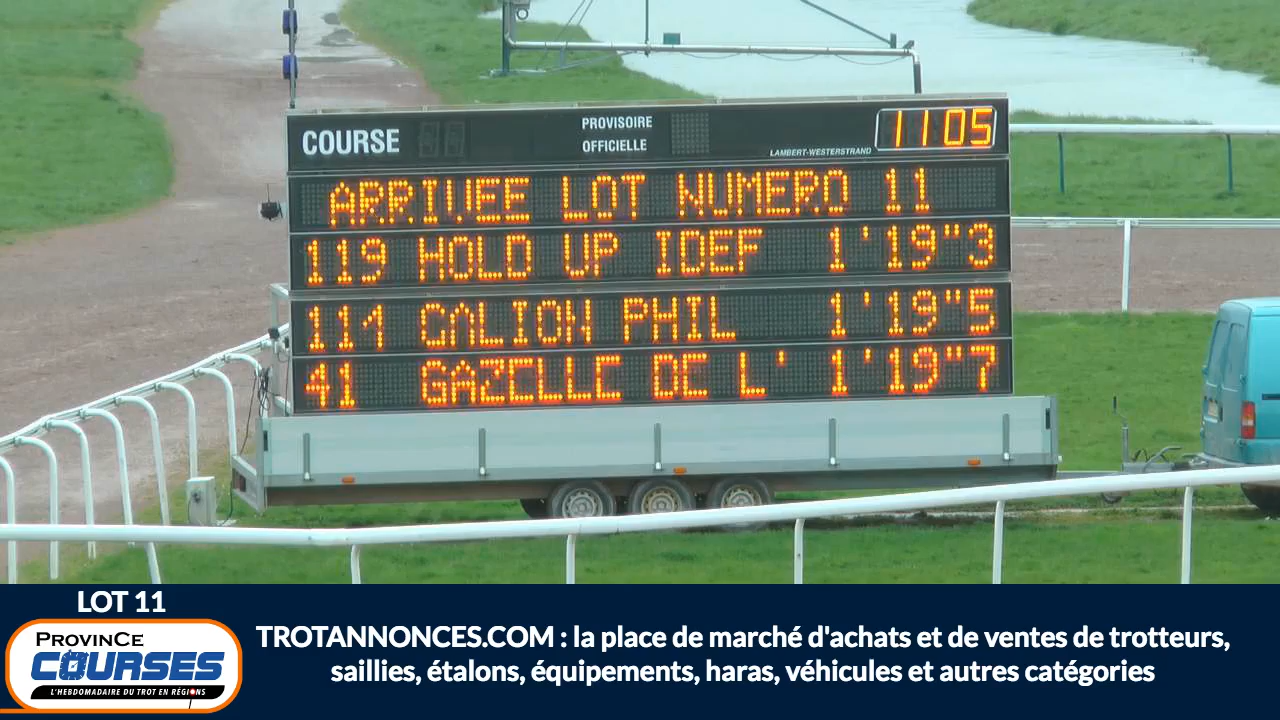 COURSE
PROVISOIRE
OFFICIELLE
LAMBERT-WESTERSTRAND
1105
ARRIVEE LOT NUMERO 11
119 HOLD UP IDEF 1'19"3
111 GALION PHIL 1'19"5
41 GAZELLE DE L' 1'19"7
LOT 11
PROVINCE
COURSES
L'HEBDOMADAIRE DU TROT EN RÉGIONS
TROTANNONCES.COM : la place de marché d'achats et de ventes de trotteurs,
saillies, étalons, équipements, haras, véhicules et autres catégories